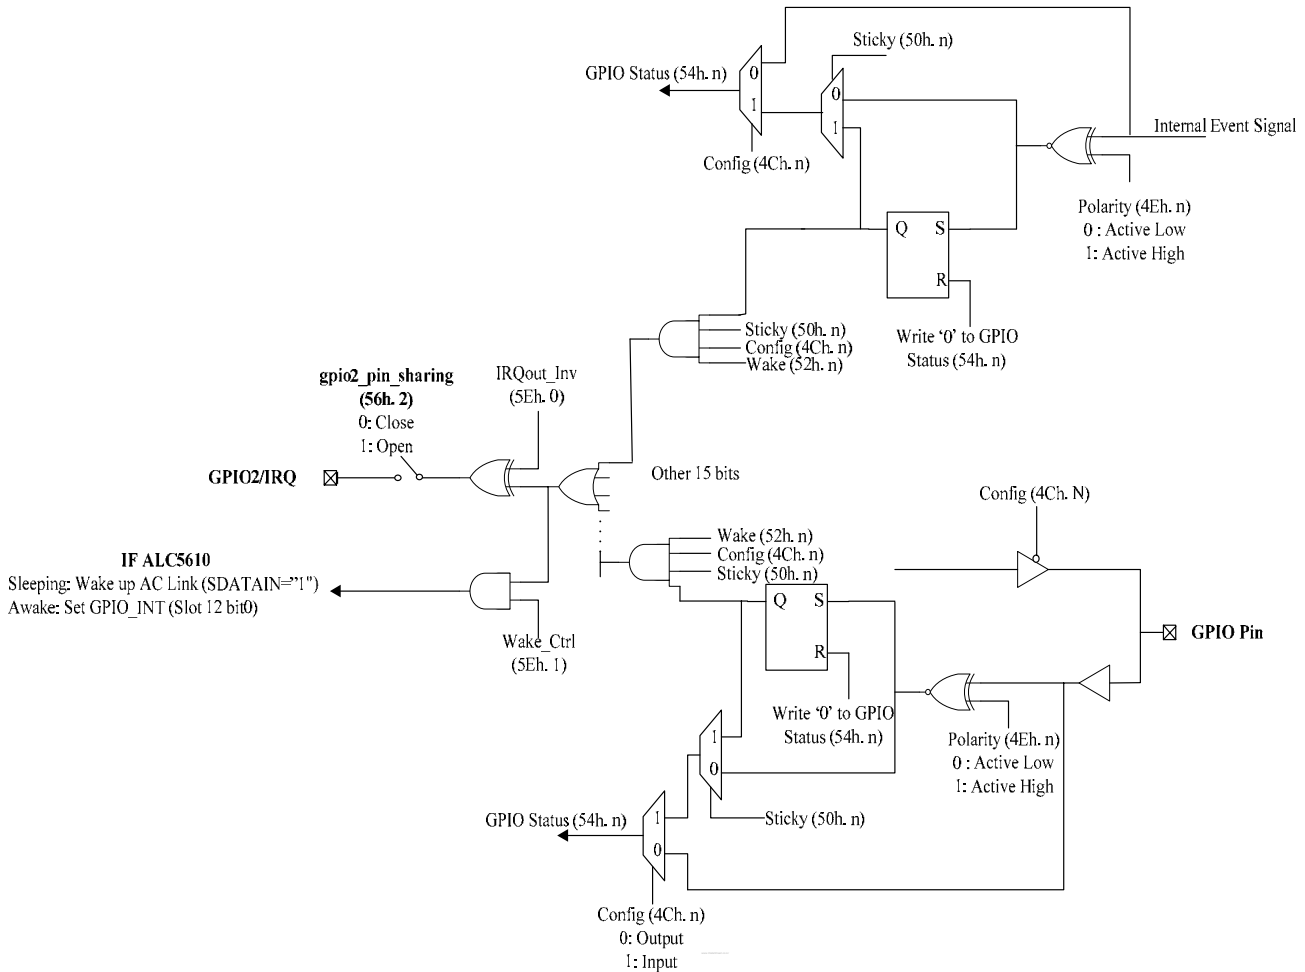 Sticky (50h. n)
GPIO Status (54h. n)
0
1
0
1
Config (4Ch. n)
Internal Event Signal
Polarity (4Eh. n)
0 : Active Low
1: Active High
Q S
R
Write ‘0’ to GPIO
Status (54h. n)
Sticky (50h. n)
Config (4Ch. n)
Wake (52h. n)
gpio2_pin_sharing
(56h. 2)
0: Close
1: Open
IRQout_Inv
(5Eh. 0)
GPIO2/IRQ
Other 15 bits
IF ALC5610
Sleeping: Wake up AC Link (SDATAIN=”1")
Awake: Set GPIO_INT (Slot 12 bit0)
Wake_Ctrl
(5Eh. 1)
Wake (52h. n)
Config (4Ch. n)
Sticky (50h. n)
Config (4Ch. N)
GPIO Pin
Q S
R
Write ‘0’ to GPIO
Status (54h. n)
Polarity (4Eh. n)
0 : Active Low
1: Active High
1
0
Sticky (50h. n)
GPIO Status (54h. n)
1
0
Config (4Ch. n)
0: Output
1: Input